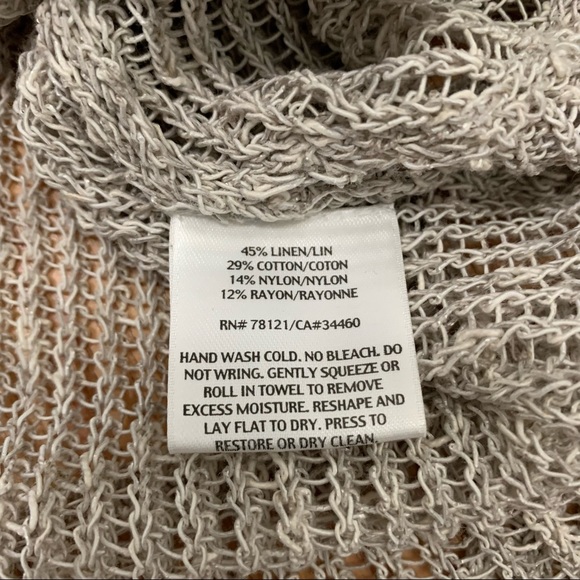 45% LINEN/LIN
29% COTTON/COTON
14% NYLON/NYLON
12% RAYON/RAYONNE
RN# 78121/CA#34460
HAND WASH COLD. NO BLEACH. DO
NOT WRING. GENTLY SQUEEZE OR
ROLL IN TOWEL TO REMOVE
EXCESS MOISTURE. RESHAPE AND
LAY FLAT TO DRY. PRESS TO
RESTORE OR DRY CLEAN.